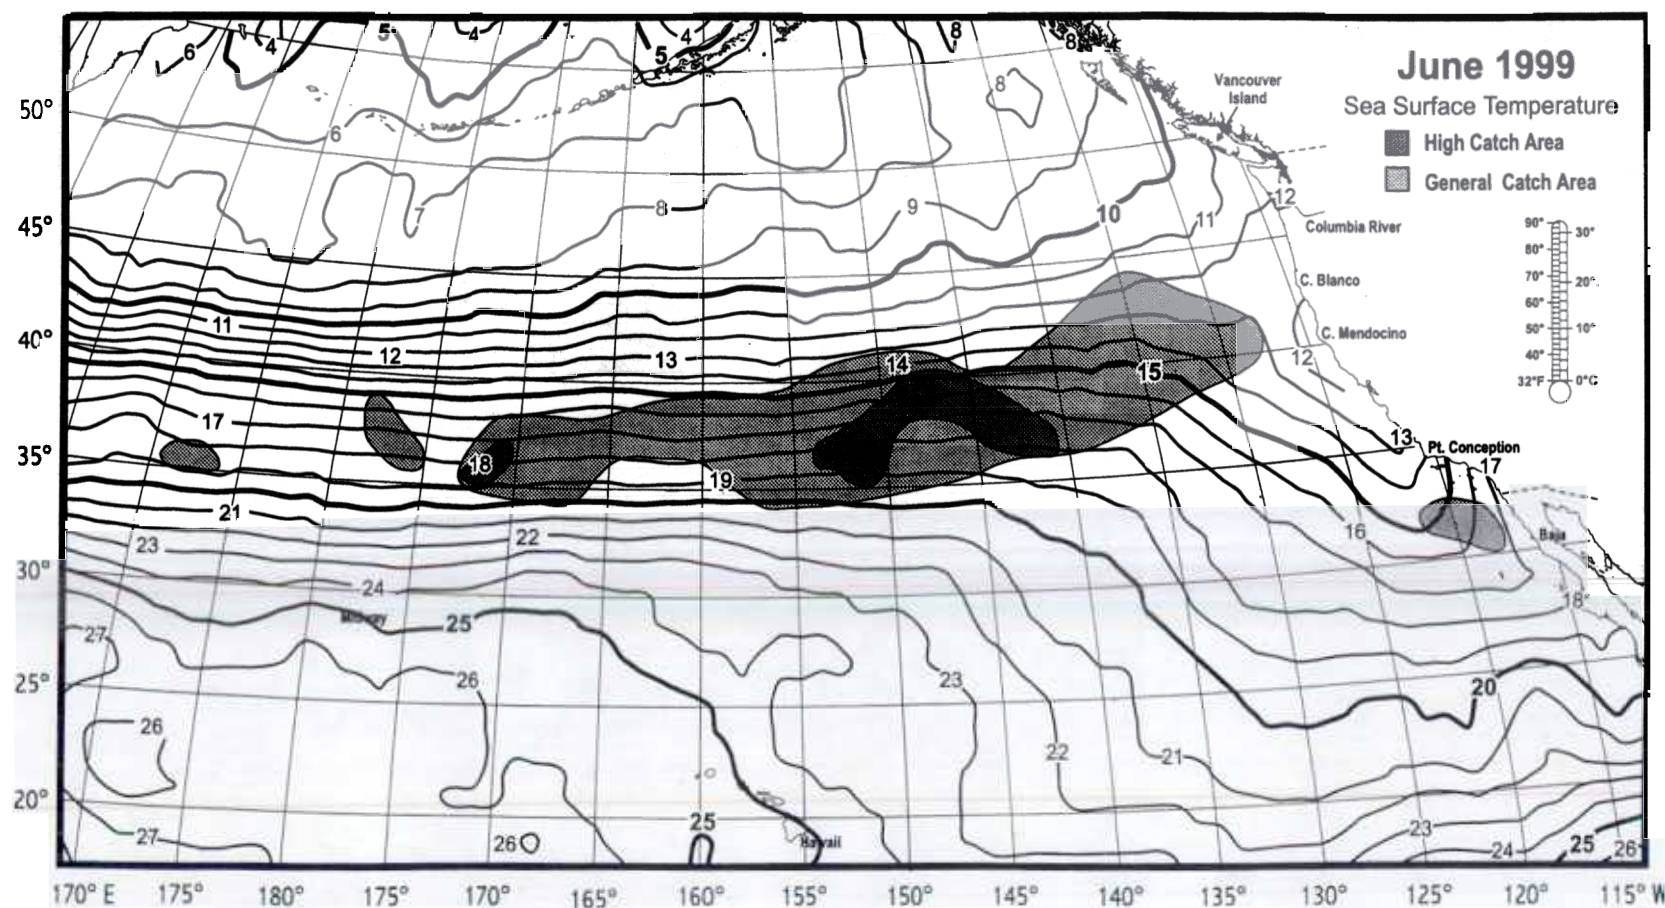 6 4 5 4 5 4 8 8
June 1999
Sea Surface Temperature
High Catch Area
General Catch Area
Vancouver
Island
8
50°
6
12
45°
7 8 9 10 11
Columbia River
90° 30°
80°
70° 20°
60°
50° 10°
40°
32°F 0°C
C. Blanco
C. Mendocino
40°
11
12 13 14 15 12
17
35°
18 19
13
Pt. Conception
17
21
22
23
16
Baja
30°
24
18°
Midway
25
27
25°
26 23 20
26
22 21
20°
25
27
26
Hawaii
23
24 25 26
170° E 175° 180° 175° 170° 165° 160° 155° 150° 145° 140° 135° 130° 125° 120° 115° W